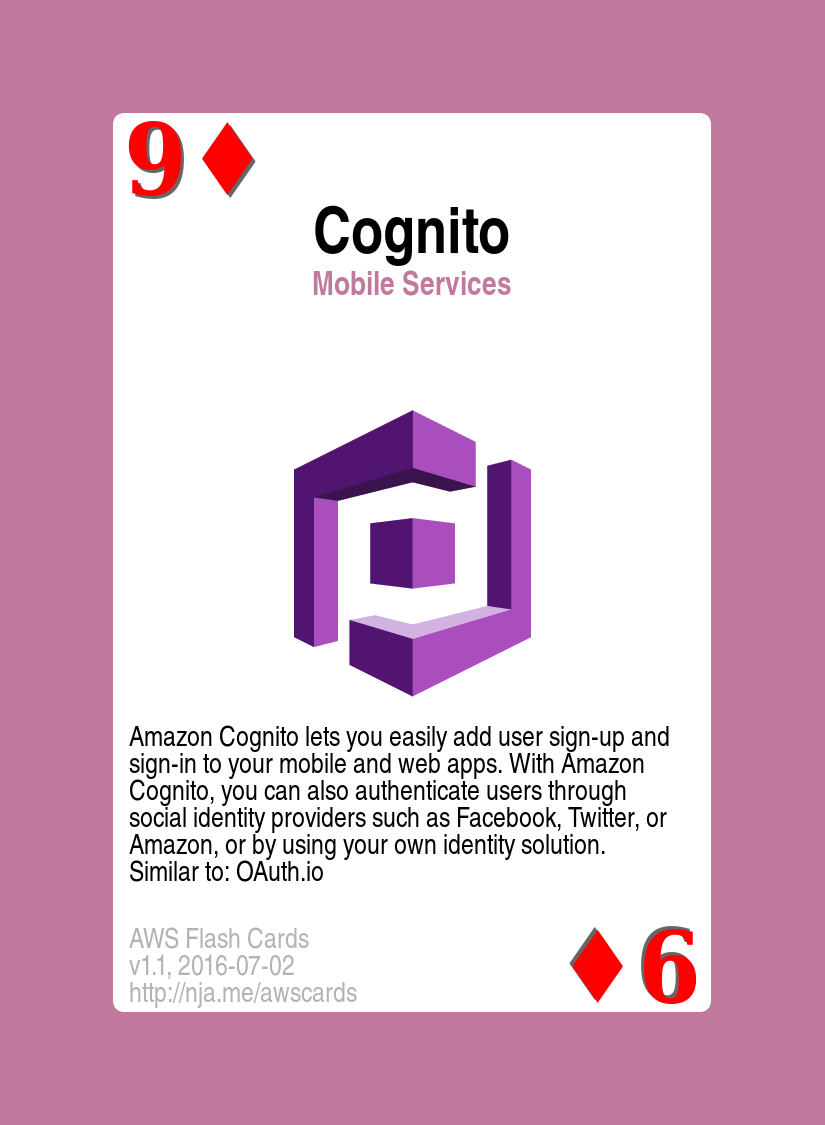 9♦
Cognito
Mobile Services
Amazon Cognito lets you easily add user sign-up and
sign-in to your mobile and web apps. With Amazon
Cognito, you can also authenticate users through
social identity providers such as Facebook, Twitter, or
Amazon, or by using your own identity solution.
Similar to: OAuth.io
AWS Flash Cards
v1.1, 2016-07-02
http://nja.me/awscards
♦9